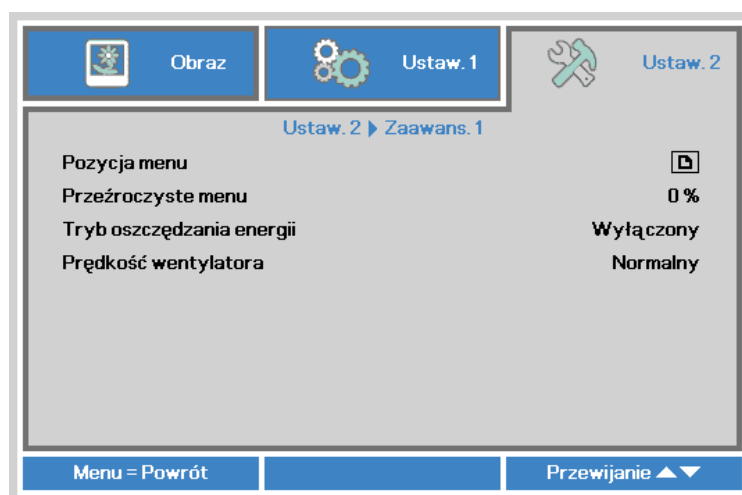 Obraz
Ustaw. 1
Ustaw. 2
Ustaw. 2 ▶ Zaawans. 1
Pozycja menu
Przeźroczyste menu 0 %
Tryb oszczędzania energii Wyłączony
Prędkość wentylatora Normalny
Menu = Powrót
Przewijanie ▲▼